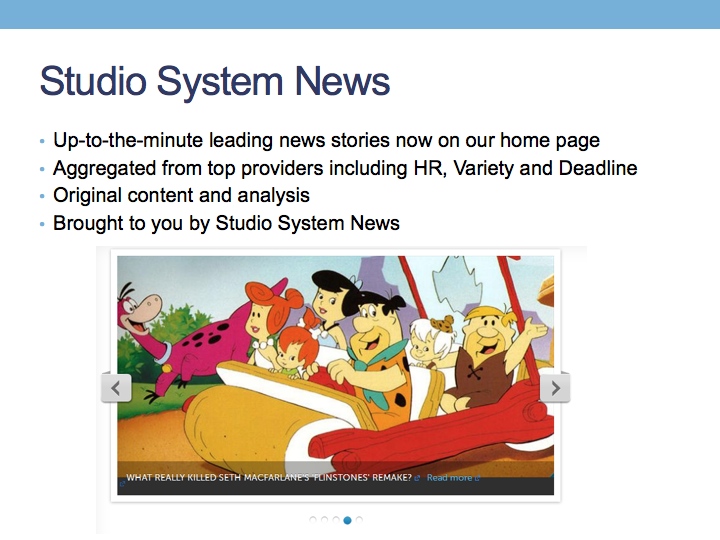 Studio System News
• Up-to-the-minute leading news stories now on our home page
• Aggregated from top providers including HR, Variety and Deadline
• Original content and analysis
• Brought to you by Studio System News
WHAT REALLY KILLED SETH MACFARLANE'S 'FLINSTONES' REMAKE? Read more